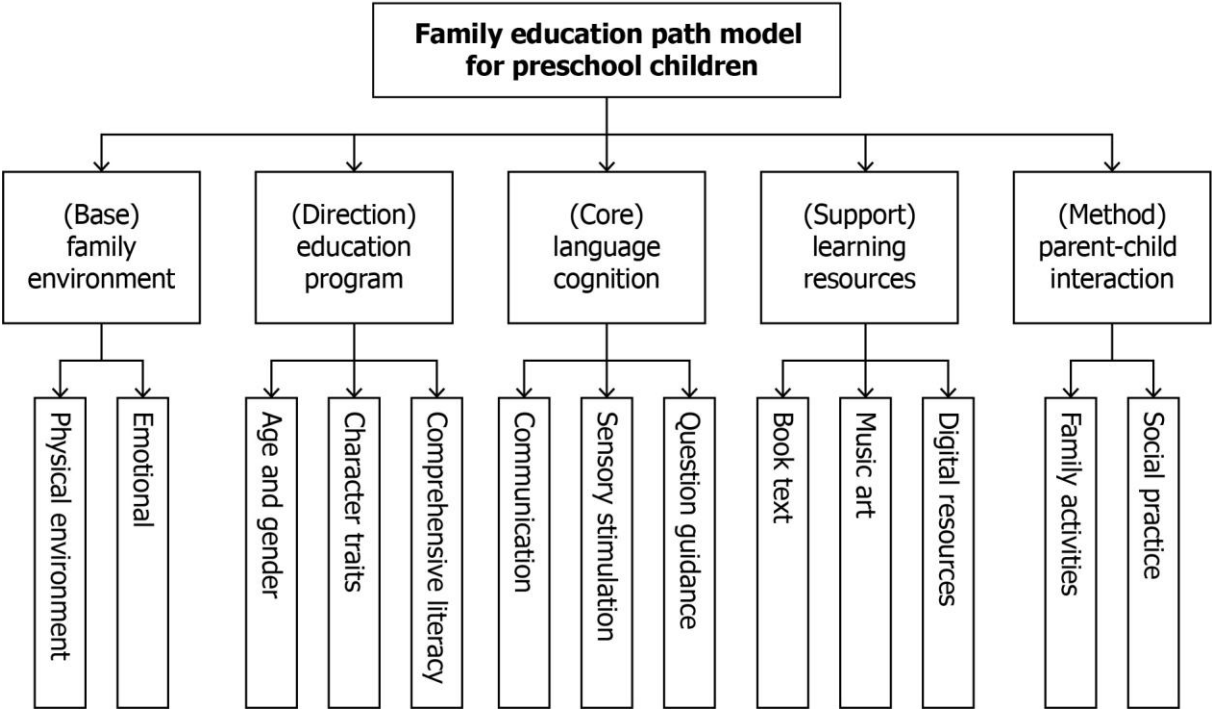 Family education path model
for preschool children
(Base)
family
environment
(Direction)
education
program
(Core)
language
cognition
(Support)
learning
resources
(Method)
parent-child
interaction
Physical environment
Emotional
Age and gender
Character traits
Comprehensive literacy
Communication
Sensory stimulation
Question guidance
Book text
Music art
Digital resources
Family activities
Social practice